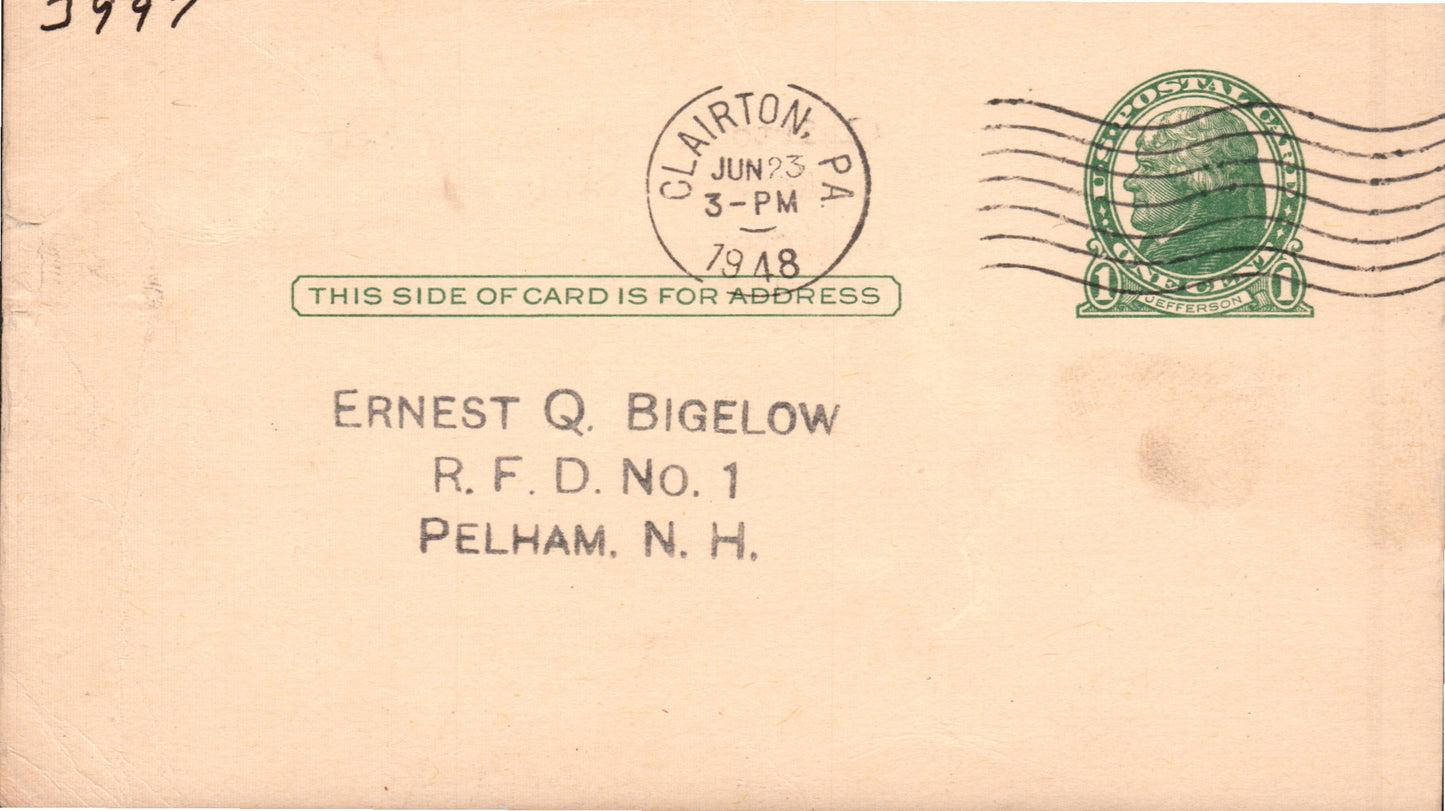 CLAIRTON, PA.
JUN 23
3-PM
1948
U.S. POSTAL CARD
ONE CENT
1 1
JEFFERSON
THIS SIDE OF CARD IS FOR ADDRESS
ERNEST Q. BIGELOW
R. F. D. NO. 1
PELHAM, N. H.